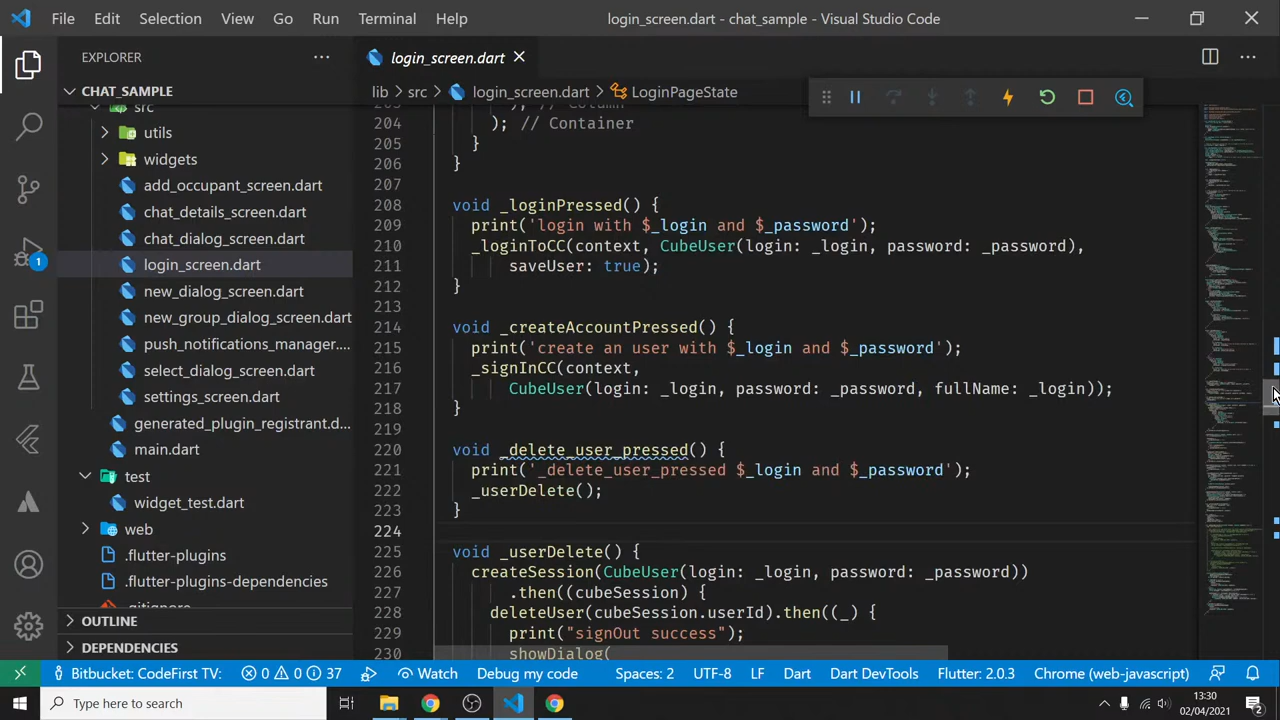 File Edit Selection View Go Run Terminal Help login_screen.dart - chat_sample - Visual Studio Code
EXPLORER
CHAT_SAMPLE
src
utils
widgets
add_occupant_screen.dart
chat_details_screen.dart
chat_dialog_screen.dart
login_screen.dart
new_dialog_screen.dart
new_group_dialog_screen.dart
push_notifications_manager....
select_dialog_screen.dart
settings_screen.dart
generated_plugin_registrant.d...
main.dart
test
widget_test.dart
web
.flutter-plugins
.flutter-plugins-dependencies
.gitignore
OUTLINE
DEPENDENCIES
1
login_screen.dart
lib src login_screen.dart LoginPageState
203 ); // Column
204 ); // Container
205 }
206 }
207
208 void _loginPressed() {
209 print('login with $_login and $_password');
210 _loginToCC(context, CubeUser(login: _login, password: _password),
211 saveUser: true);
212 }
213
214 void _createAccountPressed() {
215 print('create an user with $_login and $_password');
216 _signInCC(context,
217 CubeUser(login: _login, password: _password, fullName: _login));
218 }
219
220 void _delete_user_pressed() {
221 print('_delete_user_pressed $_login and $_password');
222 _userDelete();
223 }
224
225 void _userDelete() {
226 createSession(CubeUser(login: _login, password: _password))
227 .then((cubeSession) {
228 deleteUser(cubeSession.userId).then((_) {
229 print("signOut success");
230 showDialog(
Bitbucket: CodeFirst TV: 0 0 37 Watch Debug my code Spaces: 2 UTF-8 LF Dart Dart DevTools Flutter: 2.0.3 Chrome (web-javascript)
Type here to search
13:30
02/04/2021
2